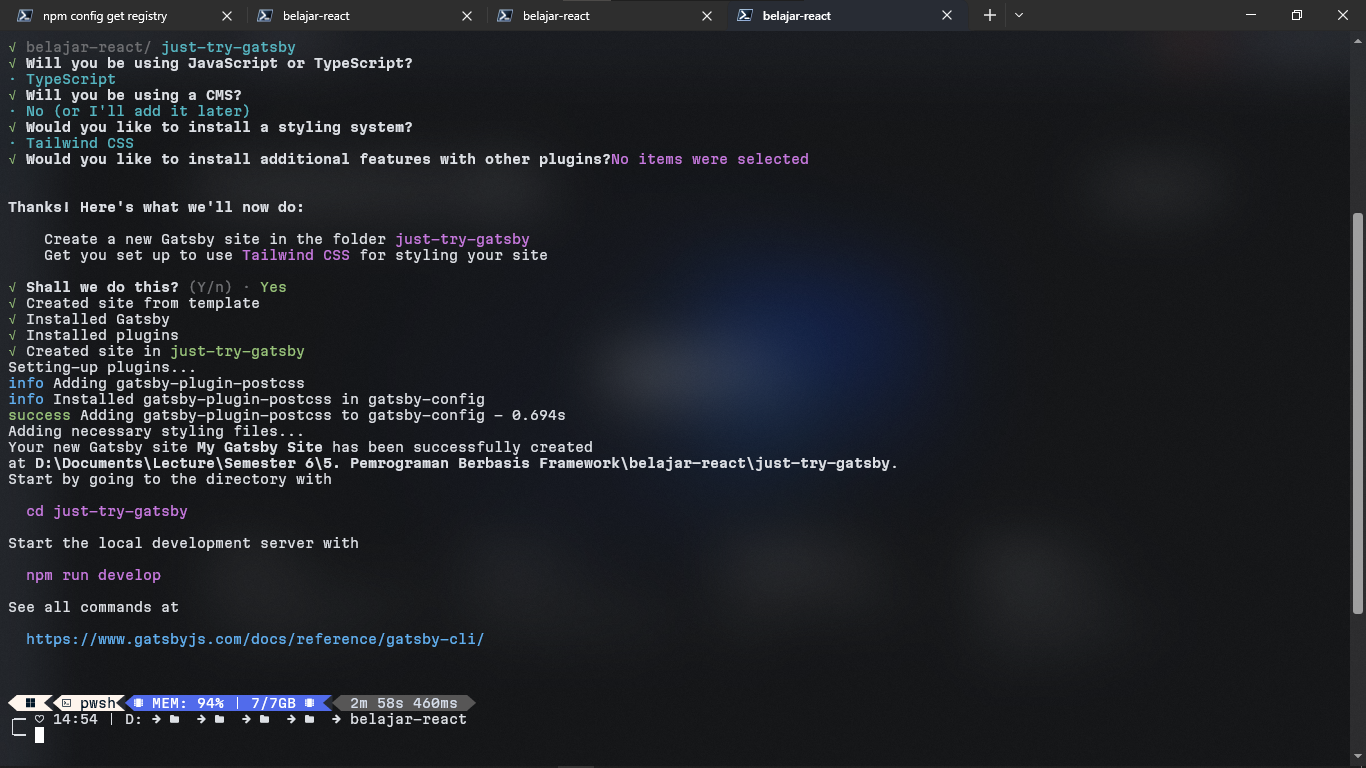 npm config get registry
belajar-react
belajar-react
belajar-react
√ belajar-react/ just-try-gatsby
√ Will you be using JavaScript or TypeScript?
· TypeScript
√ Will you be using a CMS?
· No (or I'll add it later)
√ Would you like to install a styling system?
· Tailwind CSS
√ Would you like to install additional features with other plugins?No items were selected
Thanks! Here's what we'll now do:
Create a new Gatsby site in the folder just-try-gatsby
Get you set up to use Tailwind CSS for styling your site
√ Shall we do this? (Y/n) · Yes
√ Created site from template
√ Installed Gatsby
√ Installed plugins
√ Created site in just-try-gatsby
Setting-up plugins...
info Adding gatsby-plugin-postcss
info Installed gatsby-plugin-postcss in gatsby-config
success Adding gatsby-plugin-postcss to gatsby-config - 0.694s
Adding necessary styling files...
Your new Gatsby site My Gatsby Site has been successfully created
at D:\Documents\Lecture\Semester 6\5. Pemrograman Berbasis Framework\belajar-react\just-try-gatsby.
Start by going to the directory with
cd just-try-gatsby
Start the local development server with
npm run develop
See all commands at
https://www.gatsbyjs.com/docs/reference/gatsby-cli/
pwsh MEM: 94% | 7/7GB 2m 58s 460ms
♡ 14:54 | D: → → → → → belajar-react